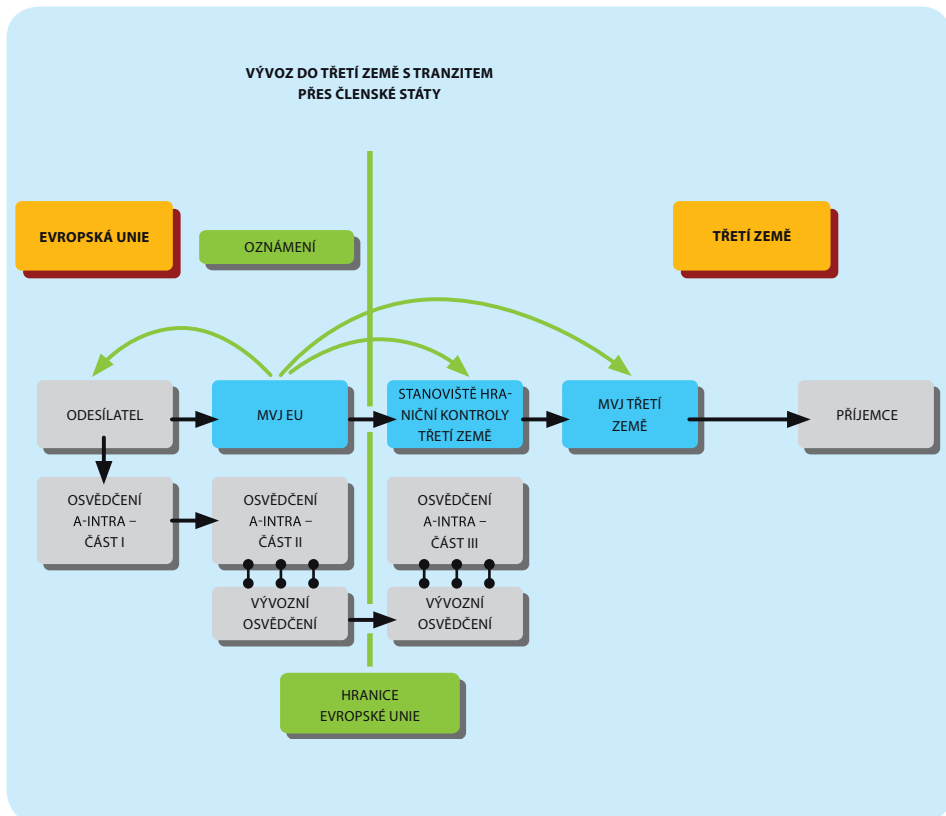 VÝVOZ DO TŘETÍ ZEMĚ S TRANZITEM
PŘES ČLENSKÉ STÁTY
EVROPSKÁ UNIE
OZNÁMENÍ
TŘETÍ ZEMĚ
ODESÍLATEL
MVJ EU
STANOVIŠTĚ HRA-
NIČNÍ KONTROLY
TŘETÍ ZEMĚ
MVJ TŘETÍ
ZEMĚ
PŘÍJEMCE
OSVĚDČENÍ
A-INTRA –
ČÁST I
OSVĚDČENÍ
A-INTRA –
ČÁST II
OSVĚDČENÍ
A-INTRA –
ČÁST III
VÝVOZNÍ
OSVĚDČENÍ
VÝVOZNÍ
OSVĚDČENÍ
HRANICE
EVROPSKÉ UNIE